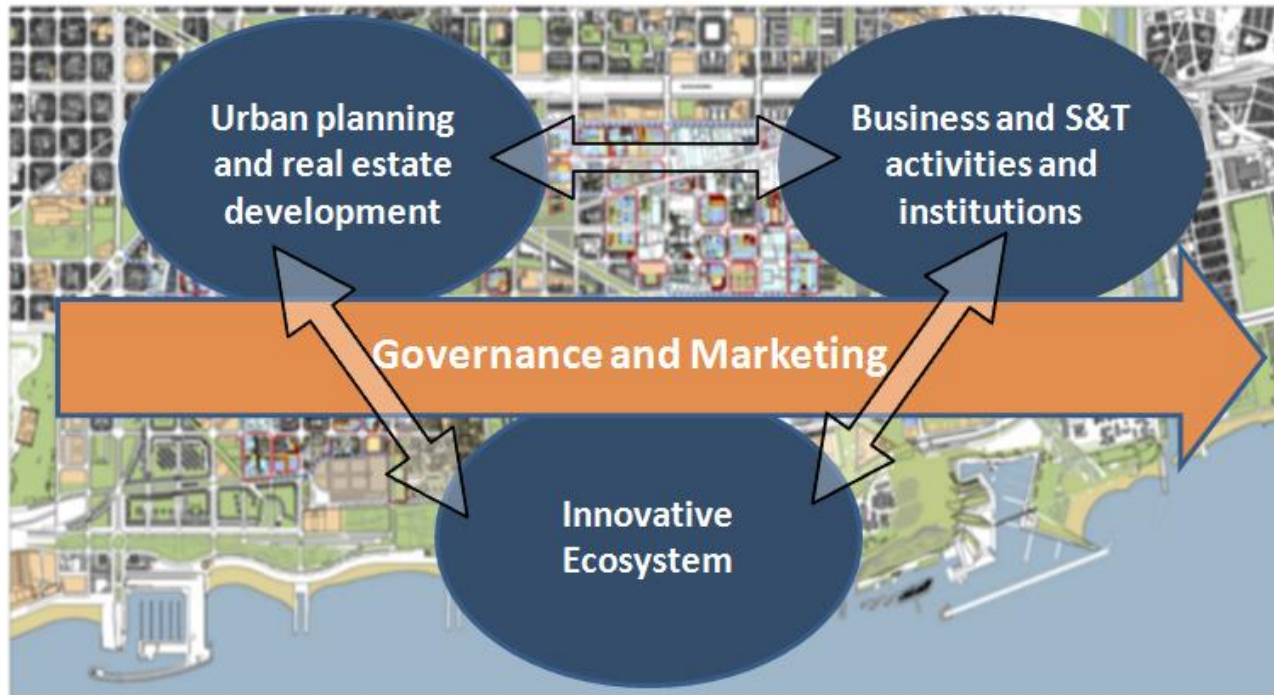 Urban planning
and real estate
development
Business and S&T
activities and
institutions
Governance and Marketing
Innovative
Ecosystem